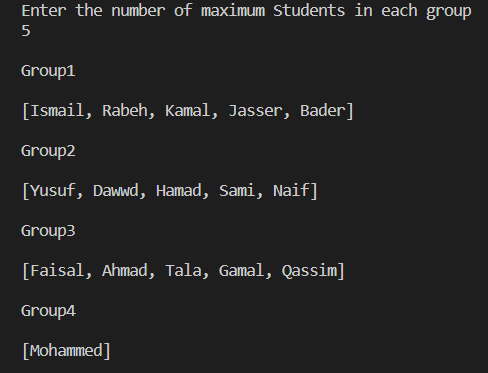 Enter the number of maximum Students in each group
5
Group1
[Ismail, Rabeh, Kamal, Jasser, Bader]
Group2
[Yusuf, Dawwd, Hamad, Sami, Naif]
Group3
[Faisal, Ahmad, Tala, Gamal, Qassim]
Group4
[Mohammed]